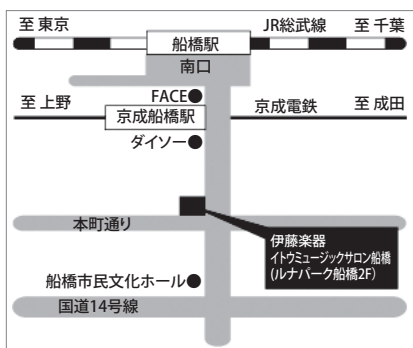 至 東京
JR総武線
至 千葉
船橋駅
南口
FACE●
至 上野
京成船橋駅
京成電鉄
至 成田
ダイソー●
本町通り
伊藤楽器
イトウミュージックサロン船橋
(ルナパーク船橋2F)
船橋市民文化ホール●
国道14号線